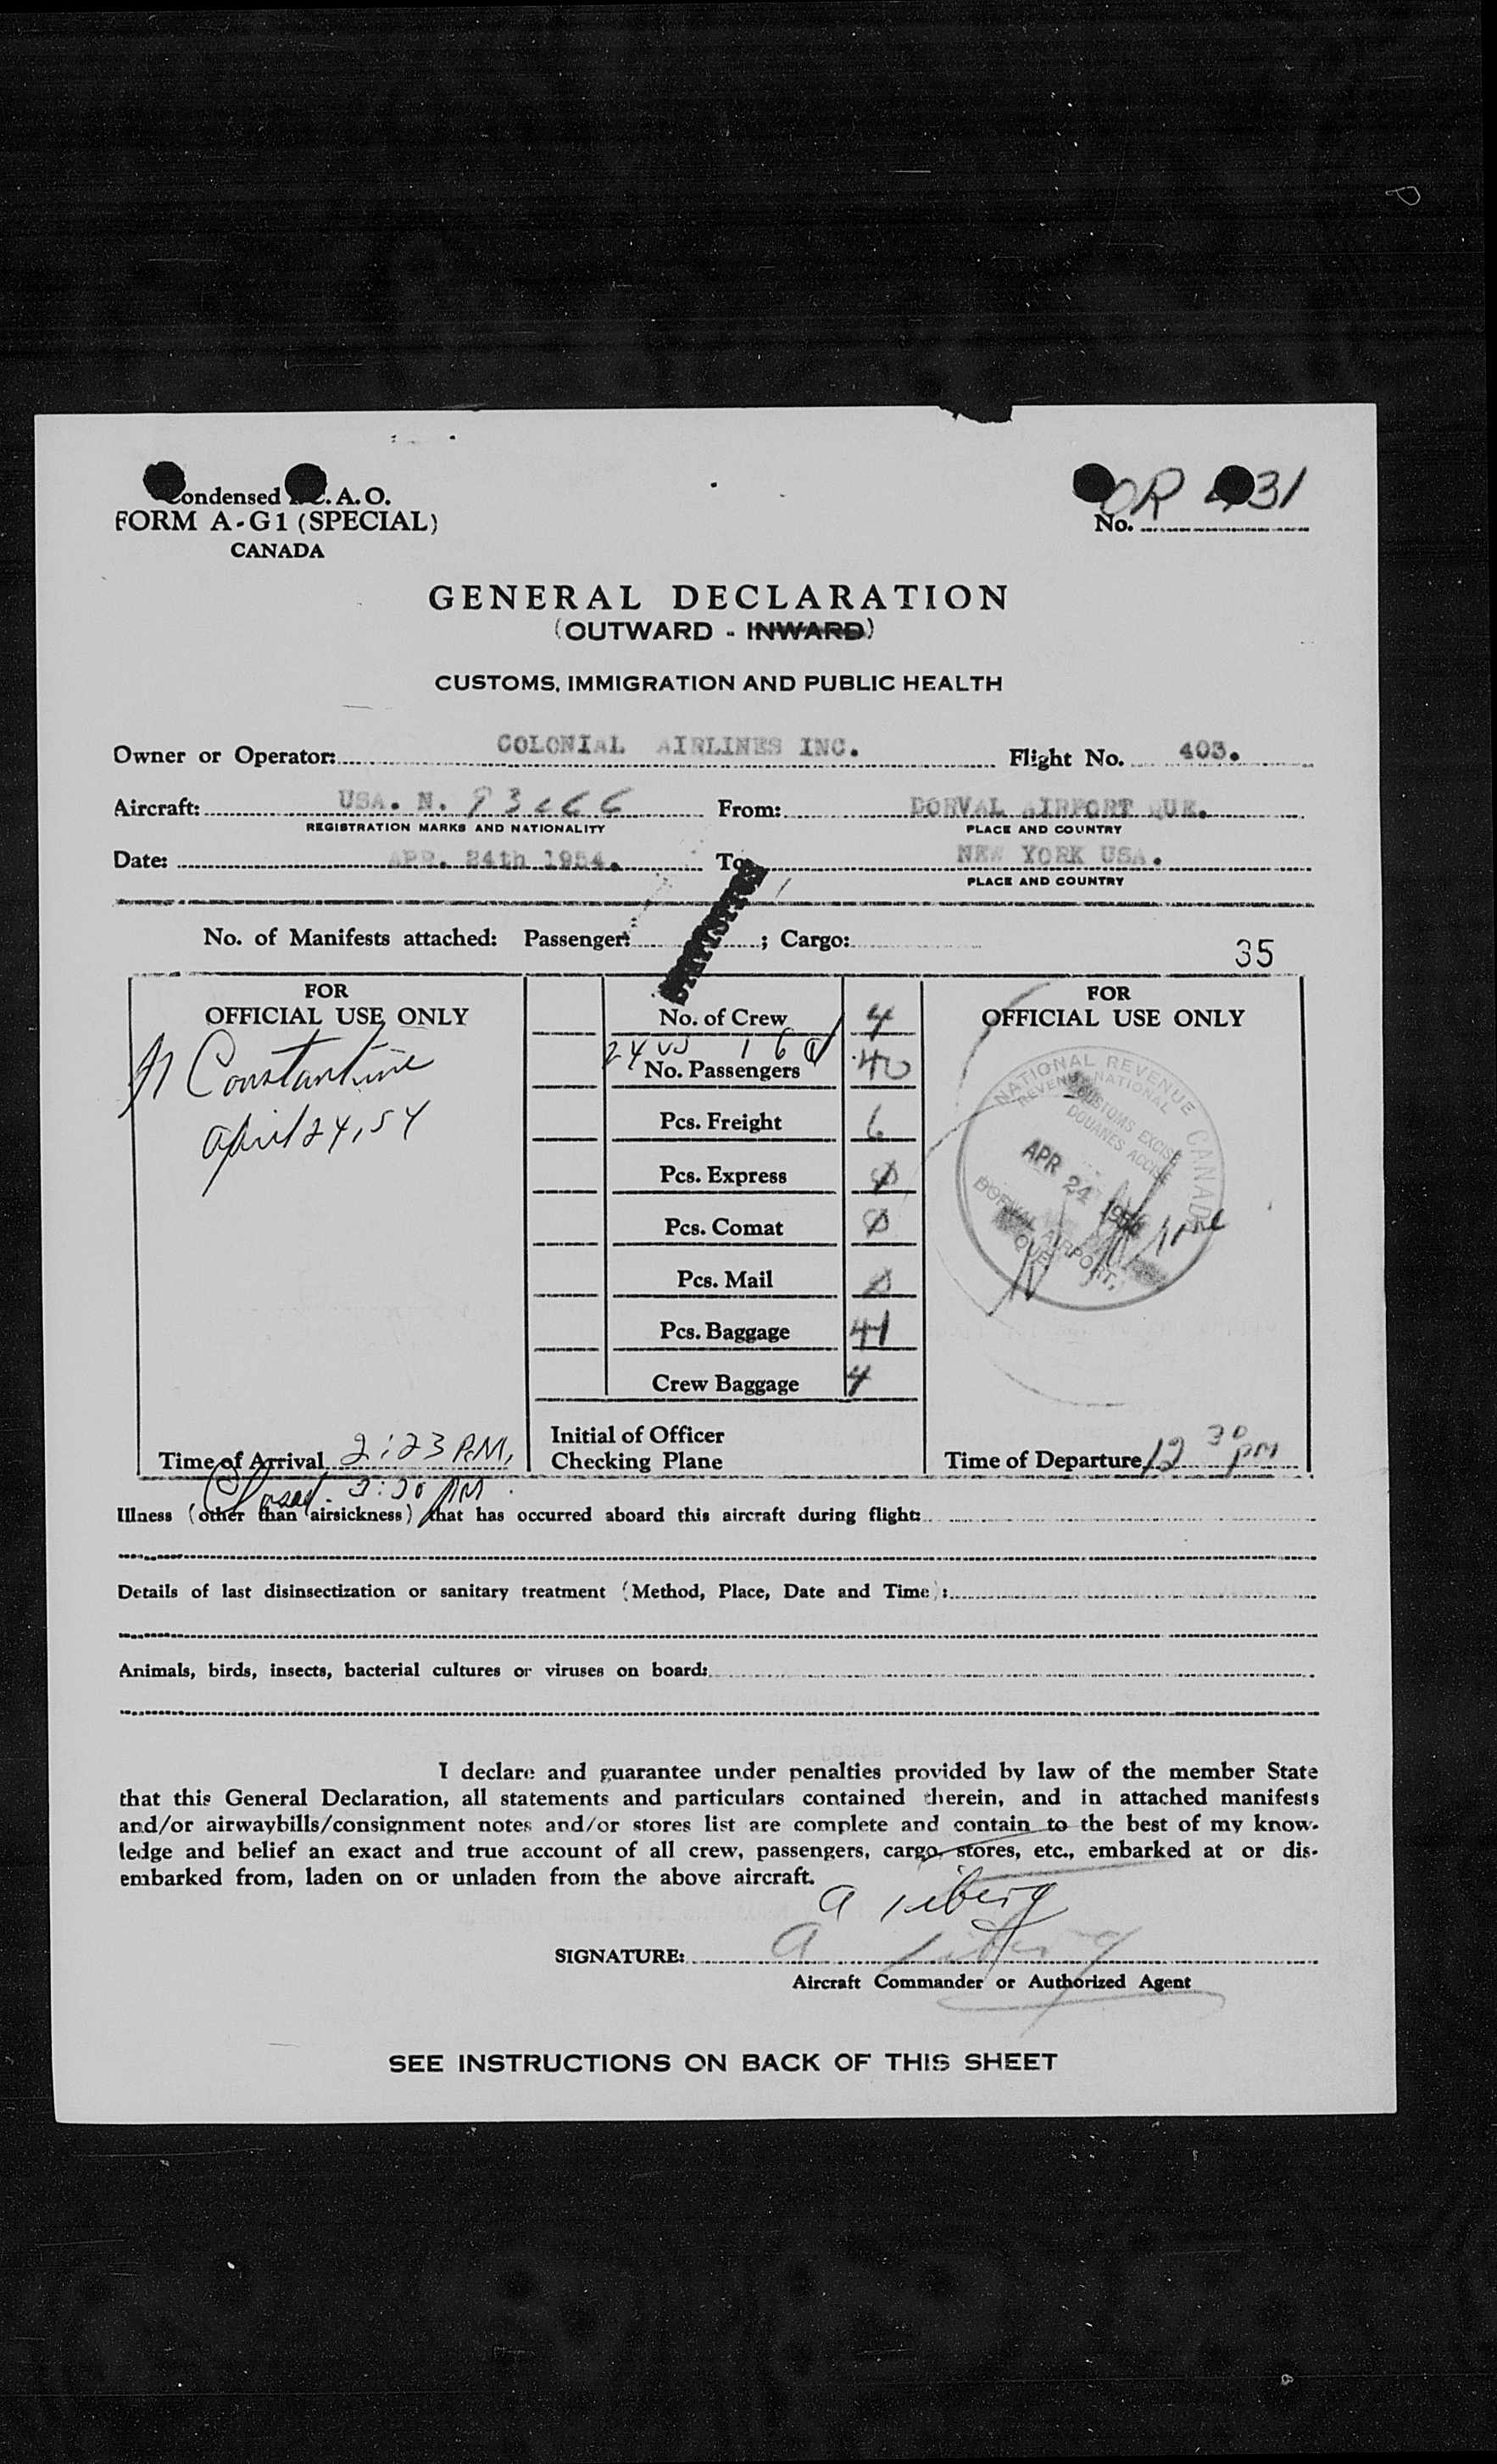 Condensed I.C.A.O.
FORM A-G1 (SPECIAL)
CANADA
No. OR 4 31
GENERAL DECLARATION
(OUTWARD - INWARD)
CUSTOMS, IMMIGRATION AND PUBLIC HEALTH
Owner or Operator: COLONIAL AIRLINES INC. Flight No. 403.
Aircraft: USA. N. From: DORVAL AIRPORT QUE.
REGISTRATION MARKS AND NATIONALITY PLACE AND COUNTRY
Date: APR. 24th 1954. To: NEW YORK USA.
PLACE AND COUNTRY
No. of Manifests attached: Passenger: ; Cargo:
35
FOR
OFFICIAL USE ONLY
Constantine
April 24, 54
Time of Arrival 2:23 P.M.
No. of Crew 4
24 US 1 6
No. Passengers 40
Pcs. Freight 6
Pcs. Express 0
Pcs. Comat 0
Pcs. Mail 0
Pcs. Baggage 41
Crew Baggage 4
Initial of Officer
Checking Plane
FOR
OFFICIAL USE ONLY
NATIONAL REVENUE CANADA
REVENU NATIONAL
CUSTOMS EXCISE
DOUANES ACCISE
APR 24 1954
DORVAL AIRPORT,
QUE.
Time of Departure 12 30 pm
Closed
Illness (other than airsickness) that has occurred aboard this aircraft during flight:
Details of last disinsectization or sanitary treatment (Method, Place, Date and Time):
Animals, birds, insects, bacterial cultures or viruses on board:
I declare and guarantee under penalties provided by law of the member State
that this General Declaration, all statements and particulars contained therein, and in attached manifests
and/or airwaybills/consignment notes and/or stores list are complete and contain to the best of my know-
ledge and belief an exact and true account of all crew, passengers, cargo, stores, etc., embarked at or dis-
embarked from, laden on or unladen from the above aircraft.
SIGNATURE:
Aircraft Commander or Authorized Agent
SEE INSTRUCTIONS ON BACK OF THIS SHEET